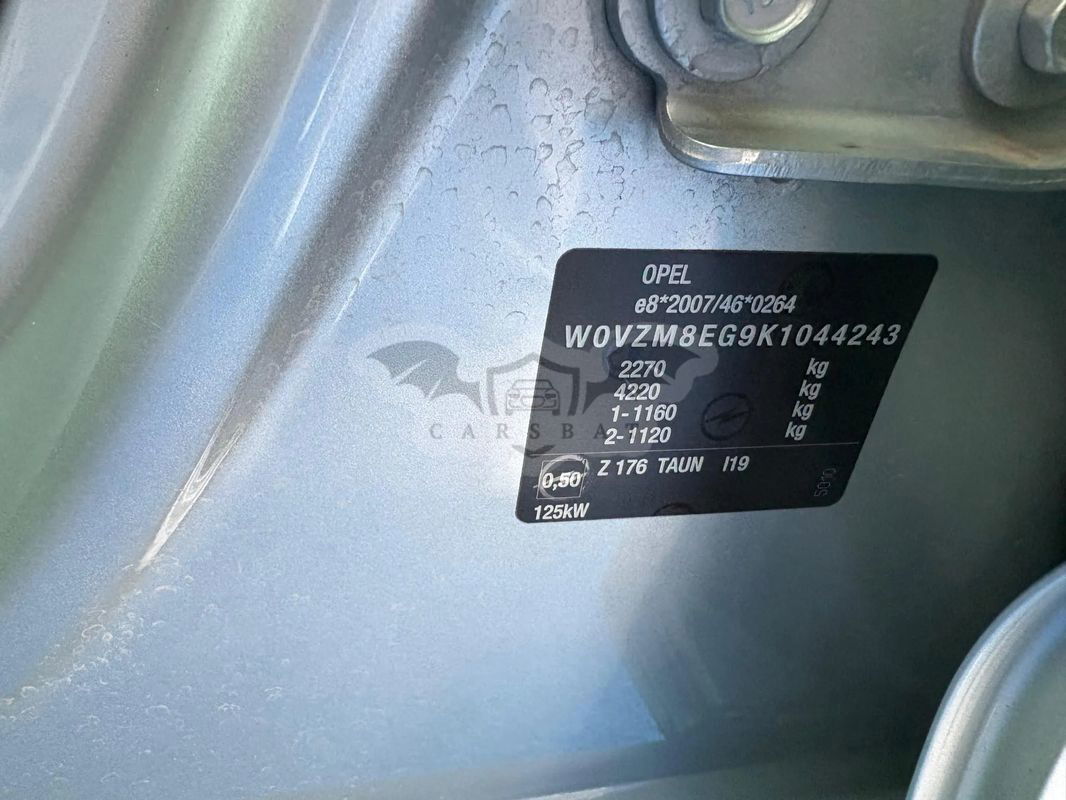 OPEL
e8*2007/46*0264
W0VZM8EG9K1044243
2270 kg
4220 kg
1-1160 kg
2-1120 kg
0,50 Z 176 TAUN I19
125kW
5010
CARSBAT